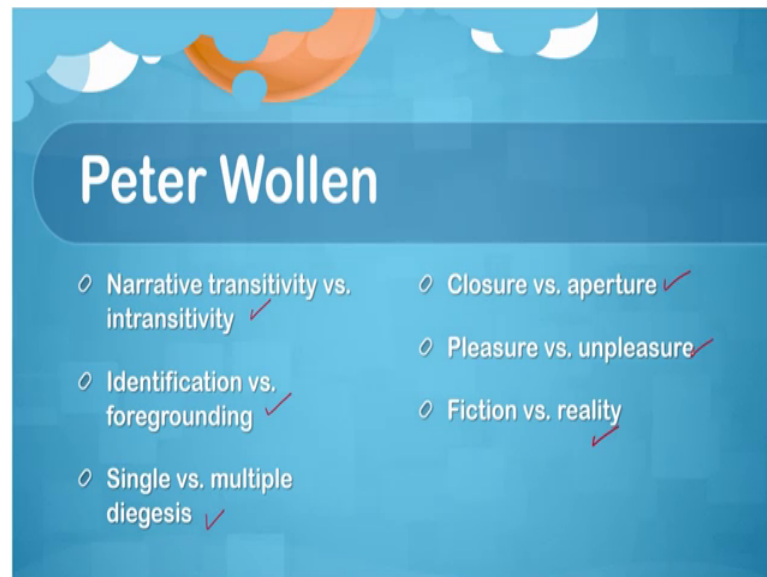 Peter Wollen
Narrative transitivity vs.
intransitivity
Identification vs.
foregrounding
Single vs. multiple
diegesis
Closure vs. aperture
Pleasure vs. unpleasure
Fiction vs. reality